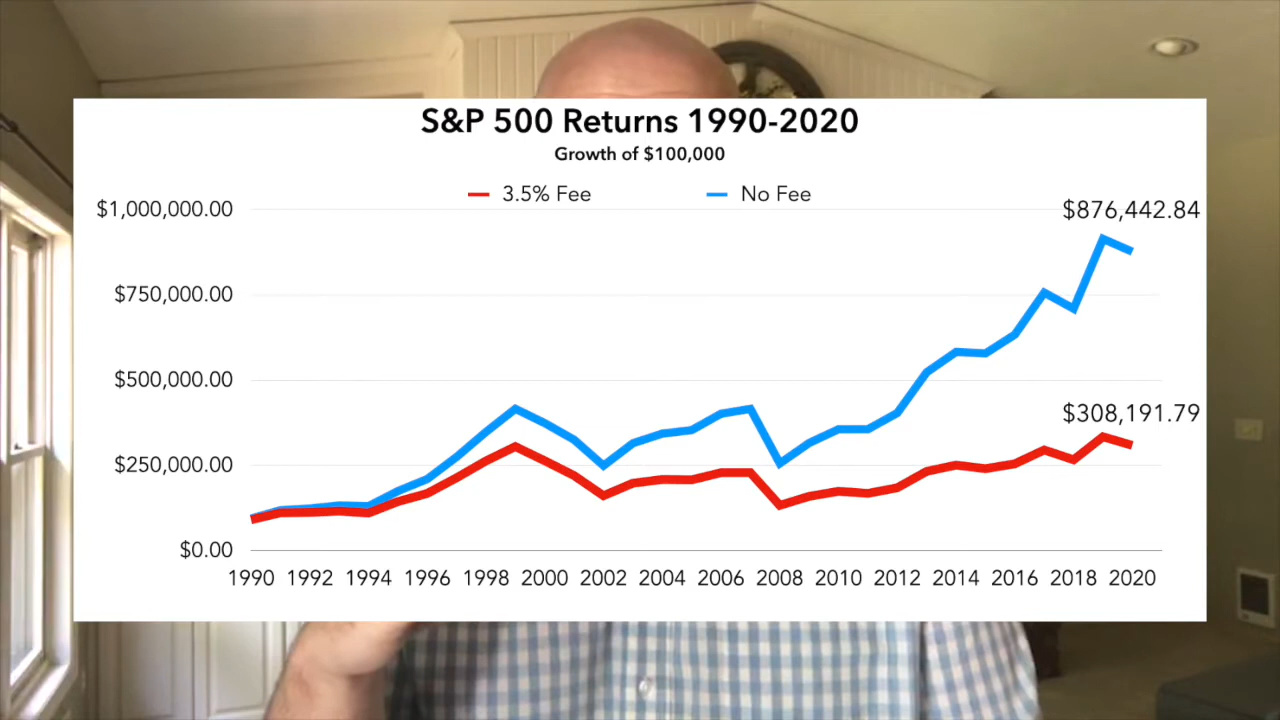 S&P 500 Returns 1990-2020
Growth of $100,000
3.5% Fee No Fee
$1,000,000.00
$876,442.84
$750,000.00
$500,000.00
$308,191.79
$250,000.00
$0.00
1990 1992 1994 1996 1998 2000 2002 2004 2006 2008 2010 2012 2014 2016 2018 2020